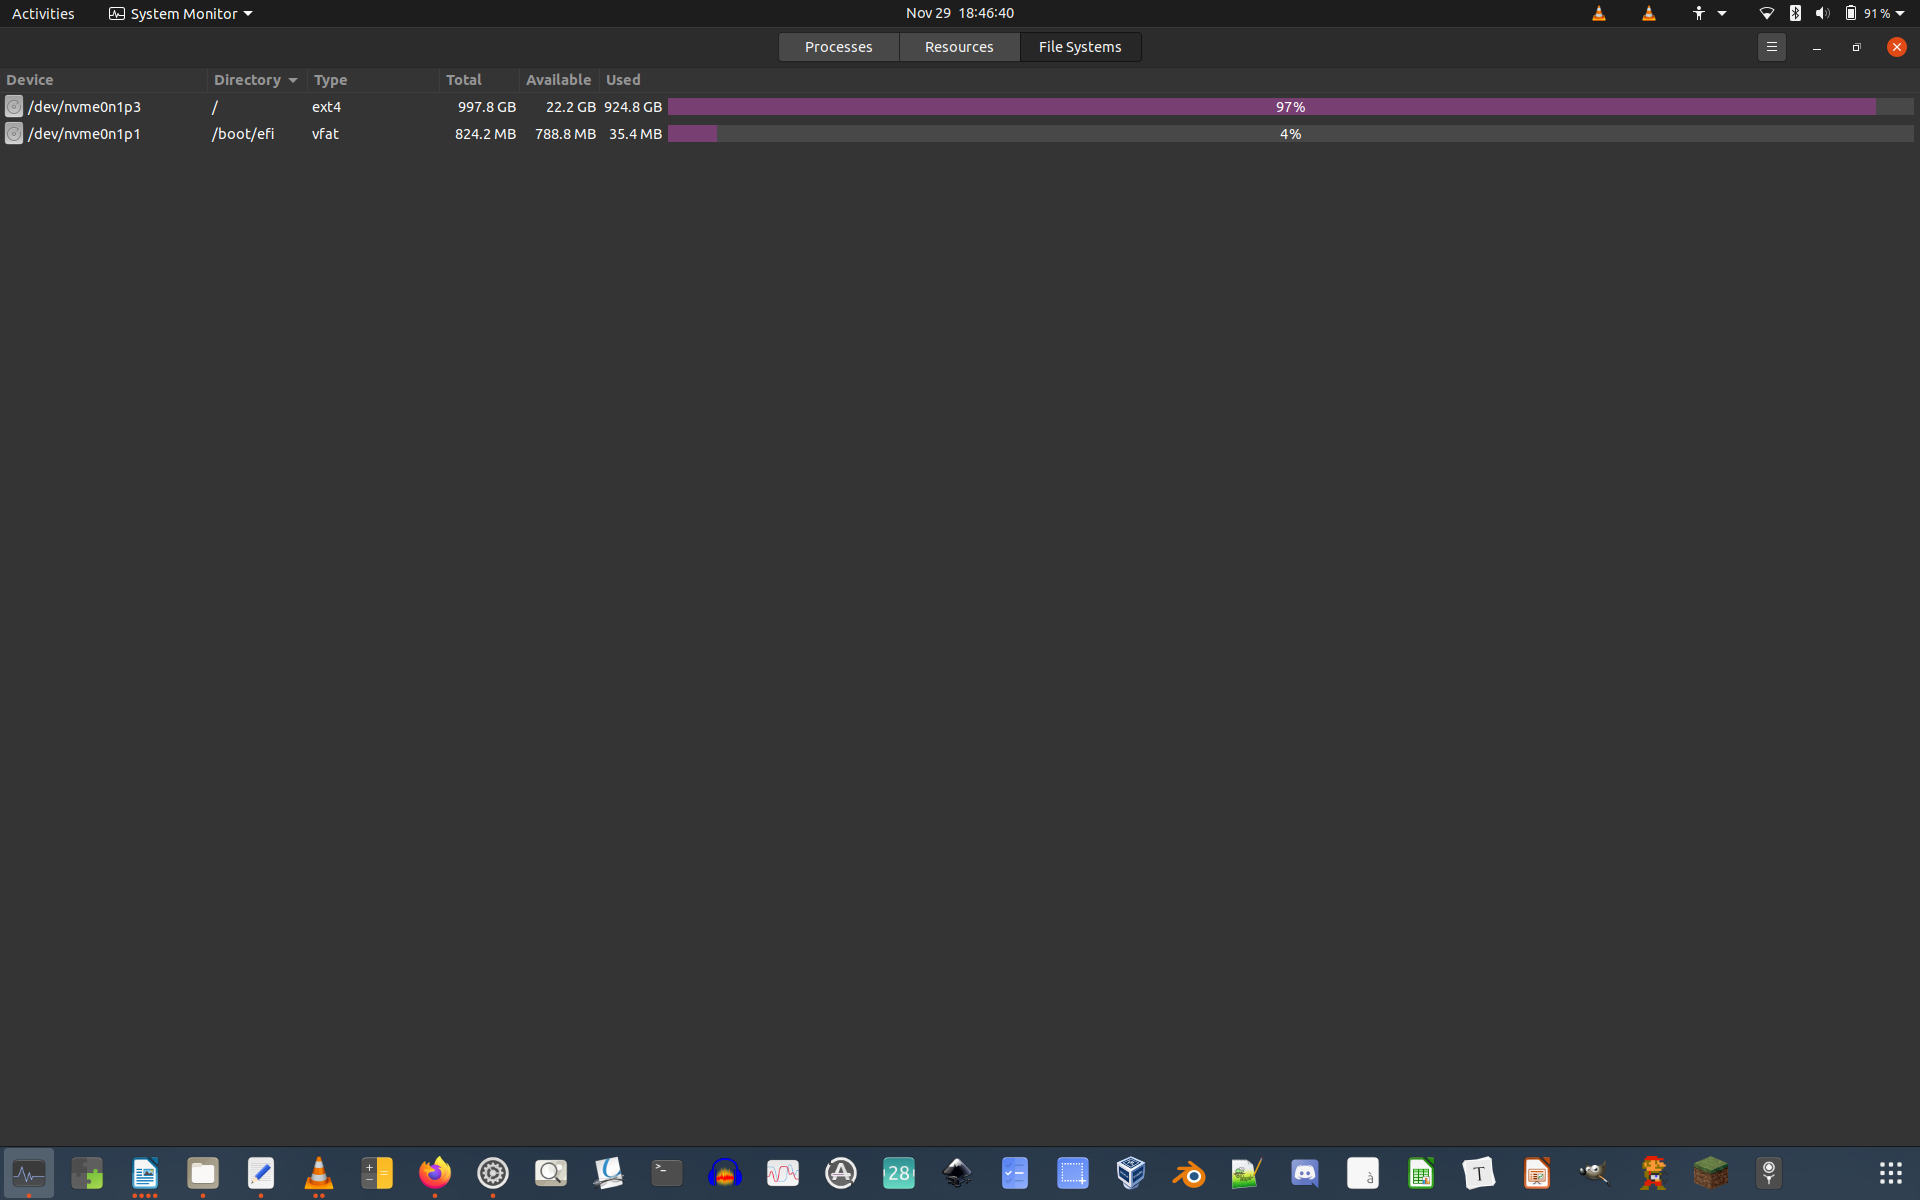 Activities System Monitor Nov 29 18:46:40 91 %
Processes Resources File Systems
Device Directory Type Total Available Used
/dev/nvme0n1p3 / ext4 997.8 GB 22.2 GB 924.8 GB 97%
/dev/nvme0n1p1 /boot/efi vfat 824.2 MB 788.8 MB 35.4 MB 4%
28 à T